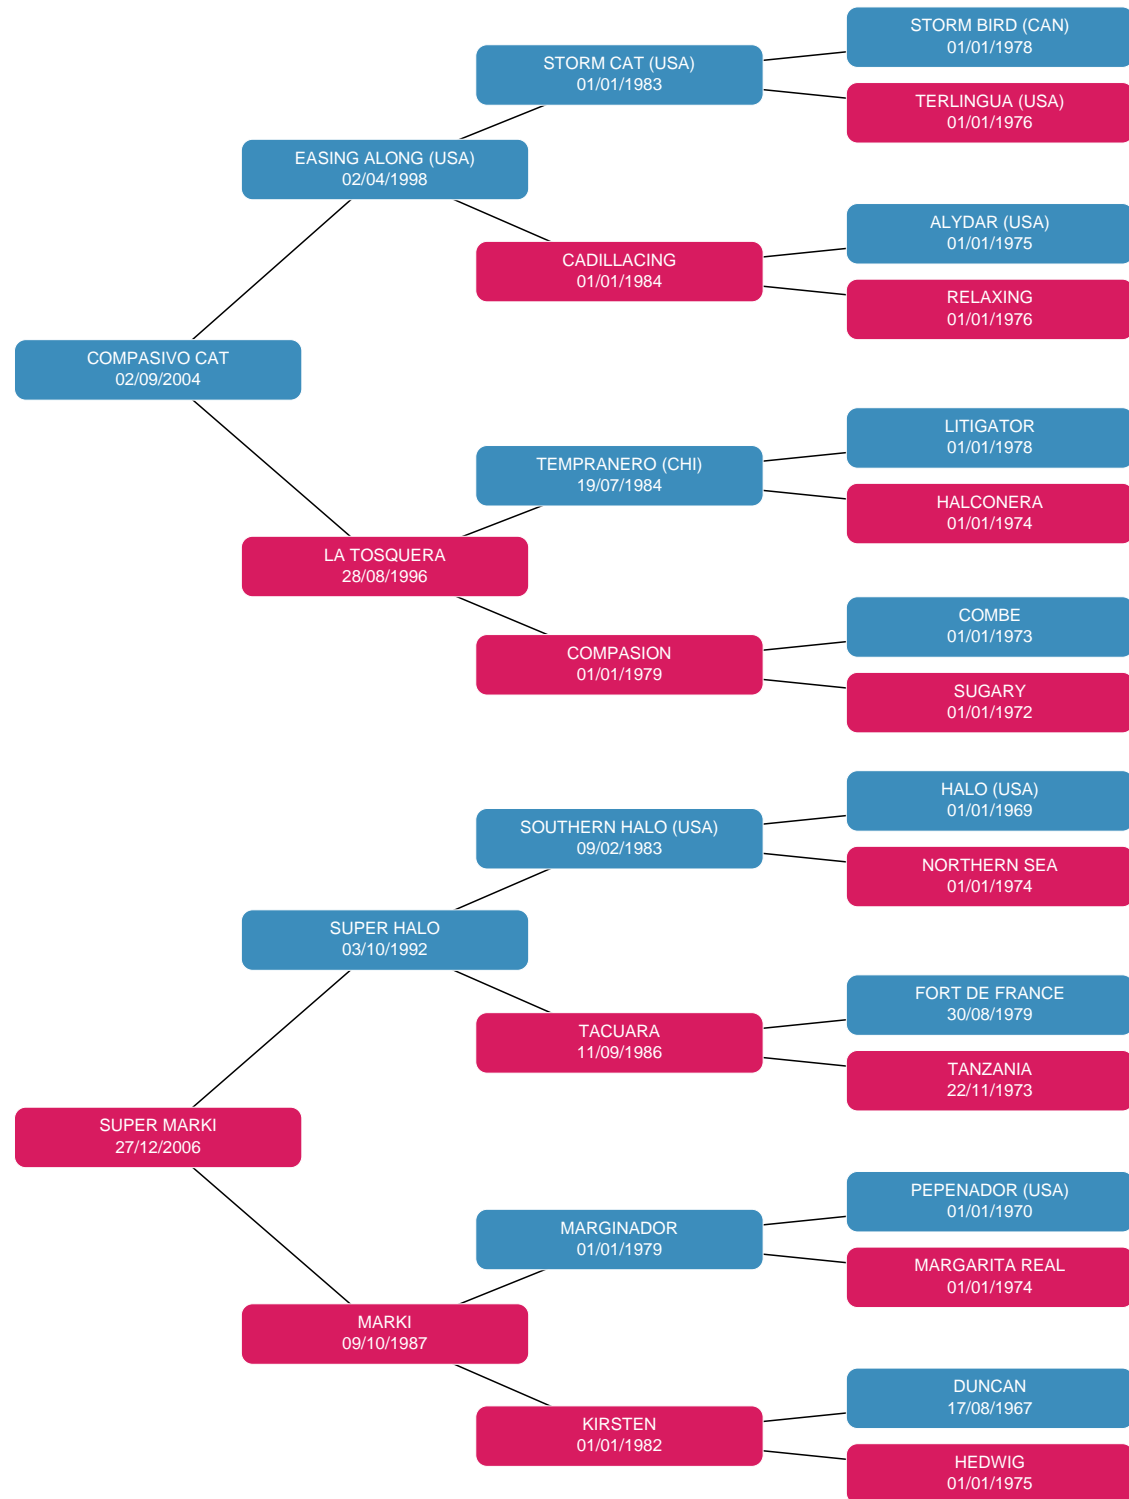 STORM BIRD (CAN)
01/01/1978
STORM CAT (USA)
01/01/1983
TERLINGUA (USA)
01/01/1976
EASING ALONG (USA)
02/04/1998
ALYDAR (USA)
01/01/1975
CADILLACING
01/01/1984
RELAXING
01/01/1976
COMPASIVO CAT
02/09/2004
LITIGATOR
01/01/1978
TEMPRANERO (CHI)
19/07/1984
HALCONERA
01/01/1974
LA TOSQUERA
28/08/1996
COMBE
01/01/1973
COMPASION
01/01/1979
SUGARY
01/01/1972
HALO (USA)
01/01/1969
SOUTHERN HALO (USA)
09/02/1983
NORTHERN SEA
01/01/1974
SUPER HALO
03/10/1992
FORT DE FRANCE
30/08/1979
TACUARA
11/09/1986
TANZANIA
22/11/1973
SUPER MARKI
27/12/2006
PEPENADOR (USA)
01/01/1970
MARGINADOR
01/01/1979
MARGARITA REAL
01/01/1974
MARKI
09/10/1987
DUNCAN
17/08/1967
KIRSTEN
01/01/1982
HEDWIG
01/01/1975